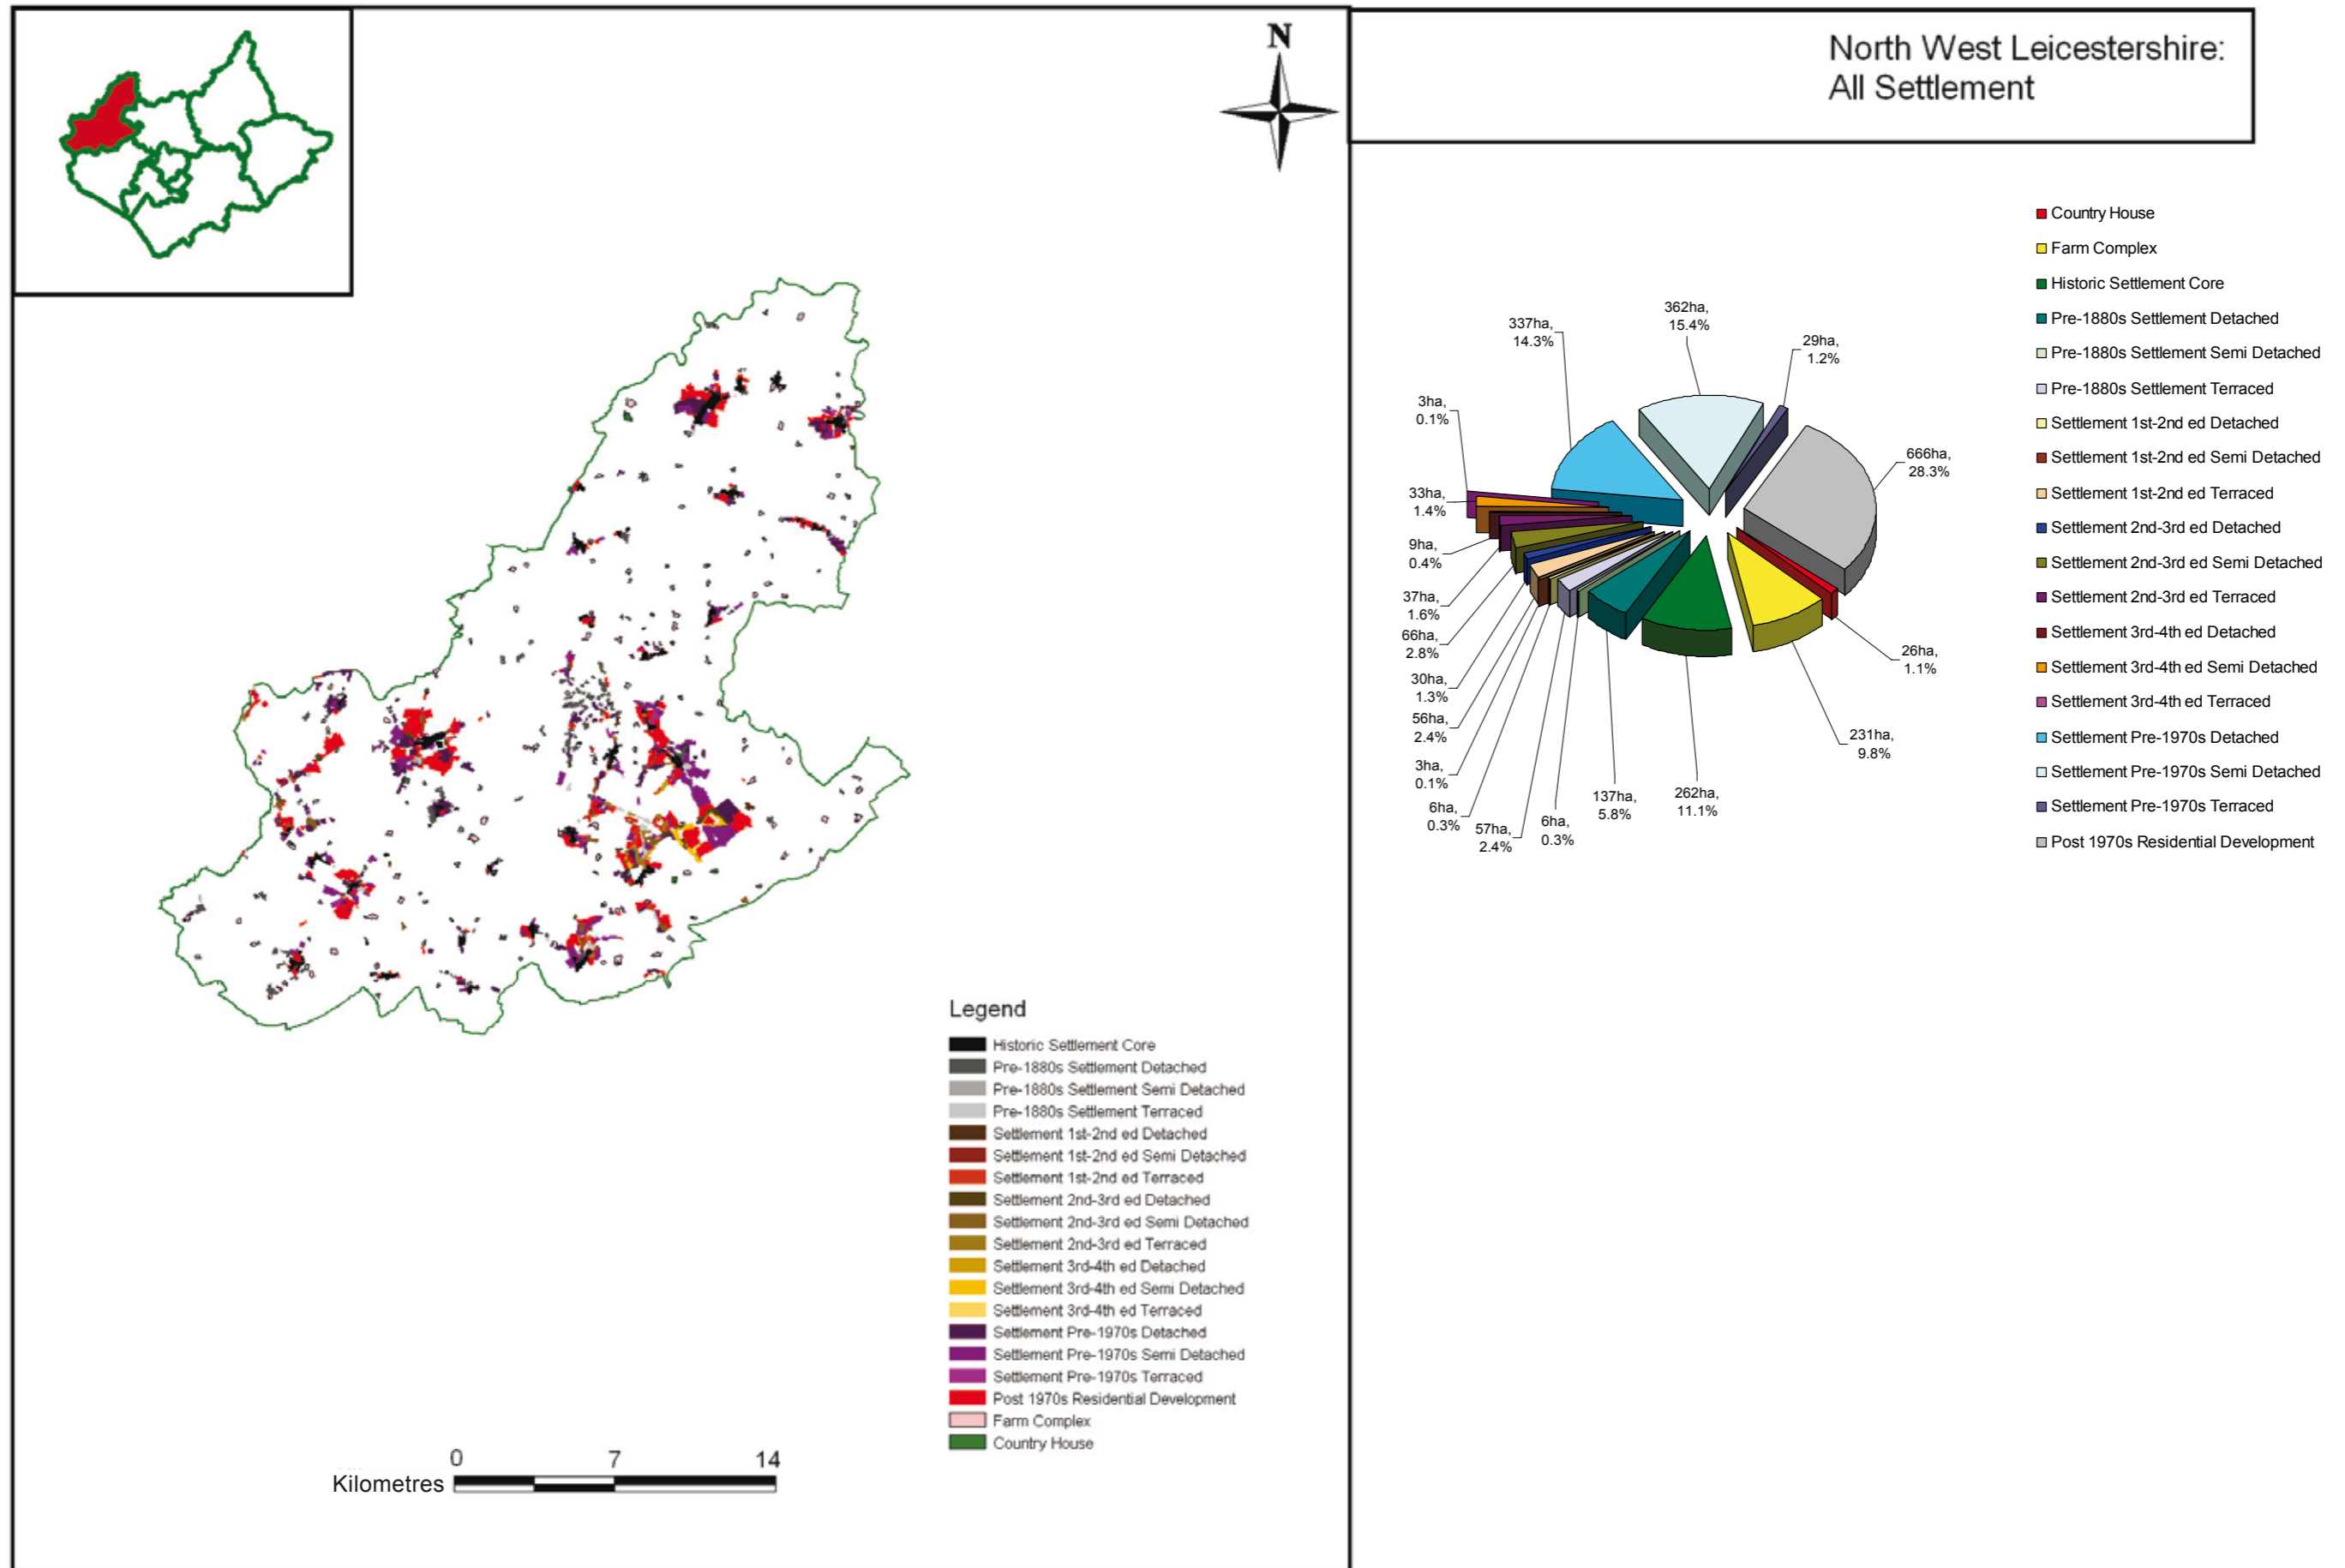 N
North West Leicestershire:
All Settlement
Country House
Farm Complex
Historic Settlement Core
Pre-1880s Settlement Detached
Pre-1880s Settlement Semi Detached
Pre-1880s Settlement Terraced
Settlement 1st-2nd ed Detached
Settlement 1st-2nd ed Semi Detached
Settlement 1st-2nd ed Terraced
Settlement 2nd-3rd ed Detached
Settlement 2nd-3rd ed Semi Detached
Settlement 2nd-3rd ed Terraced
Settlement 3rd-4th ed Detached
Settlement 3rd-4th ed Semi Detached
Settlement 3rd-4th ed Terraced
Settlement Pre-1970s Detached
Settlement Pre-1970s Semi Detached
Settlement Pre-1970s Terraced
Post 1970s Residential Development
362ha,
15.4%
29ha,
1.2%
666ha,
28.3%
26ha,
1.1%
231ha,
9.8%
262ha,
11.1%
137ha,
5.8%
6ha,
0.3%
57ha,
2.4%
6ha,
0.3%
3ha,
0.1%
56ha,
2.4%
30ha,
1.3%
66ha,
2.8%
37ha,
1.6%
9ha,
0.4%
33ha,
1.4%
3ha,
0.1%
337ha,
14.3%
Legend
Historic Settlement Core
Pre-1880s Settlement Detached
Pre-1880s Settlement Semi Detached
Pre-1880s Settlement Terraced
Settlement 1st-2nd ed Detached
Settlement 1st-2nd ed Semi Detached
Settlement 1st-2nd ed Terraced
Settlement 2nd-3rd ed Detached
Settlement 2nd-3rd ed Semi Detached
Settlement 2nd-3rd ed Terraced
Settlement 3rd-4th ed Detached
Settlement 3rd-4th ed Semi Detached
Settlement 3rd-4th ed Terraced
Settlement Pre-1970s Detached
Settlement Pre-1970s Semi Detached
Settlement Pre-1970s Terraced
Post 1970s Residential Development
Farm Complex
Country House
0 7 14
Kilometres